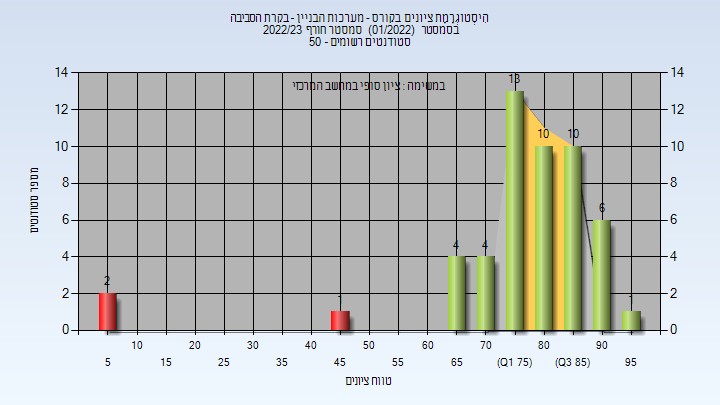 היסטוגרמת ציונים בקורס - מערכות הבניין - בקרת הסביבה
בסמסטר (01/2022) סמסטר חורף 2022/23
סטודנטים רשומים - 50
במשימה : ציון סופי במחשב המרכזי
מספר סטודנטים
14 14
12 12
10 10
8 8
6 6
4 4
2 2
0 0
2 1 4 4 13 10 10 6 1
10 20 30 40 50 60 70 80 90
5 15 25 35 45 55 65 (Q1 75) (Q3 85) 95
טווח ציונים